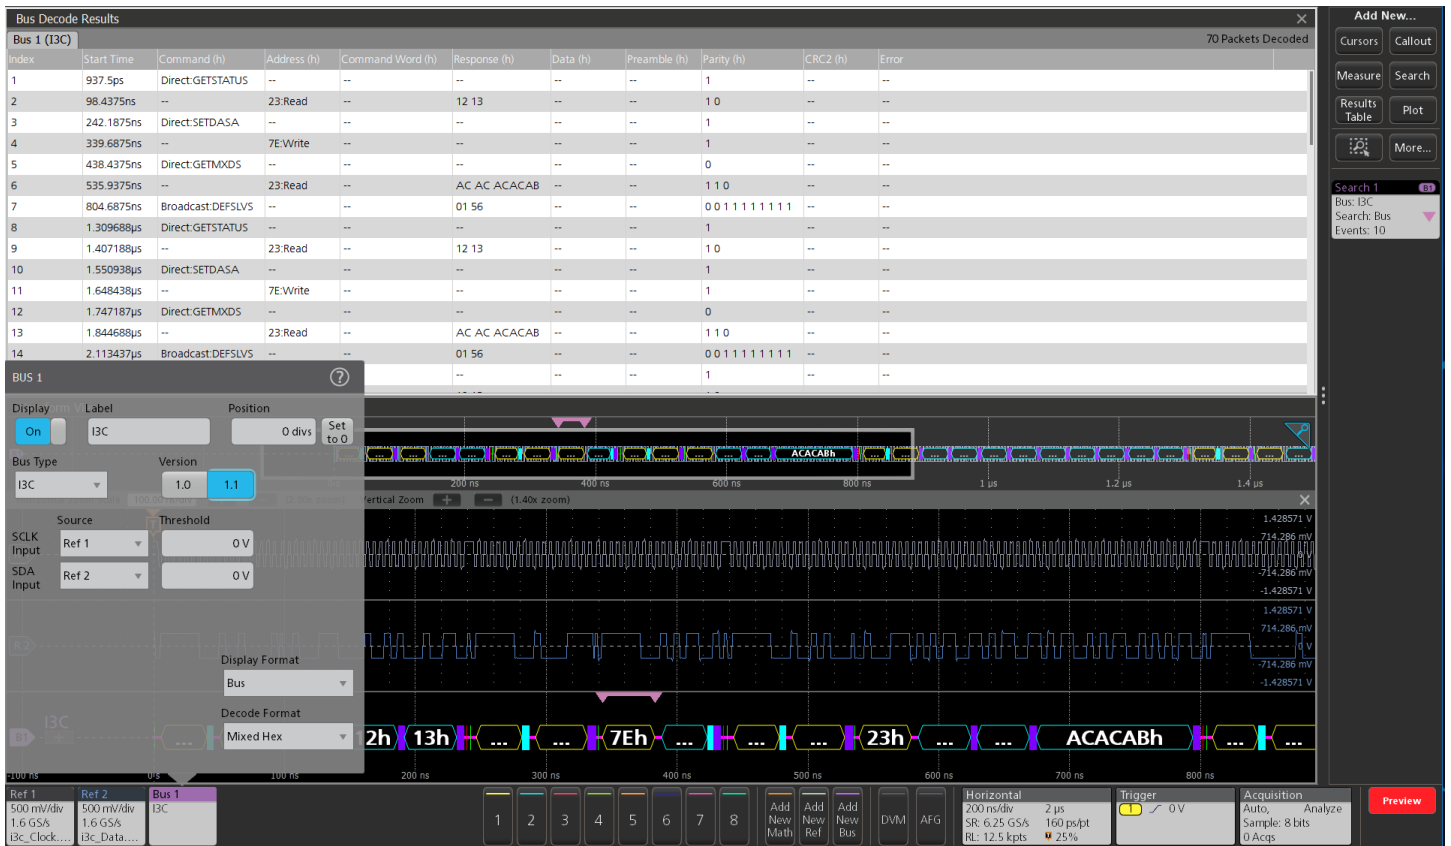 Bus Decode Results
Bus 1 (I3C)
70 Packets Decoded
Index Start Time Command (h) Address (h) Command Word (h) Response (h) Data (h) Preamble (h) Parity (h) CRC2 (h) Error
1 937.5ps Direct:GETSTATUS -- -- -- -- -- 1 -- --
2 98.4375ns -- 23:Read -- 12 13 -- -- 1 0 -- --
3 242.1875ns Direct:SETDASA -- -- -- -- -- 1 -- --
4 339.6875ns -- 7E:Write -- -- -- -- 1 -- --
5 438.4375ns Direct:GETMXDS -- -- -- -- -- 0 -- --
6 535.9375ns -- 23:Read -- AC AC ACACAB -- -- 1 1 0 -- --
7 804.6875ns Broadcast:DEFSLVS -- -- 01 56 -- -- 0 0 1 1 1 1 1 1 1 1 -- --
8 1.309688µs Direct:GETSTATUS -- -- -- -- -- 1 -- --
9 1.407188µs -- 23:Read -- 12 13 -- -- 1 0 -- --
10 1.550938µs Direct:SETDASA -- -- -- -- -- 1 -- --
11 1.648438µs -- 7E:Write -- -- -- -- 1 -- --
12 1.747187µs Direct:GETMXDS -- -- -- -- -- 0 -- --
13 1.844688µs -- 23:Read -- AC AC ACACAB -- -- 1 1 0 -- --
14 2.113437µs Broadcast:DEFSLVS -- -- 01 56 -- -- 0 0 1 1 1 1 1 1 1 1 -- --
-- -- -- -- 1 -- --
BUS 1
?
Display Label Position
On I3C 0 divs Set to 0
Bus Type Version
I3C 1.0 1.1
Source Threshold
SCLK Input Ref 1 0 V
SDA Input Ref 2 0 V
Display Format
Bus
Decode Format
Mixed Hex
... ... ... ... ... ... ... ... ... ... ... ... ACACABh ... ... ... ... ... ... ... ... ... ... ... ... ...
200 ns 400 ns 600 ns 800 ns 1 µs 1.2 µs 1.4 µs
Vertical Zoom + - (1.40x zoom)
1.428571 V
714.286 mV
0 V
-714.286 mV
-1.428571 V
1.428571 V
714.286 mV
0 V
-714.286 mV
-1.428571 V
R 2
I3C
B1
... 2h 13h ... ... 7Eh ... ... ... 23h ... ... ACACABh ... ...
-100 ns 0 s 100 ns 200 ns 300 ns 400 ns 500 ns 600 ns 700 ns 800 ns
Ref 1
500 mV/div
1.6 GS/s
i3c_Clock....
Ref 2
500 mV/div
1.6 GS/s
i3c_Data....
Bus 1
I3C
1 2 3 4 5 6 7 8
Add New Math
Add New Ref
Add New Bus
DVM
AFG
Horizontal
200 ns/div 2 µs
SR: 6.25 GS/s 160 ps/pt
RL: 12.5 kpts 25%
Trigger
1 0 V
Acquisition
Auto, Analyze
Sample: 8 bits
0 Acqs
Preview
Add New...
Cursors Callout
Measure Search
Results Table Plot
More...
Search 1 B1
Bus: I3C
Search: Bus
Events: 10